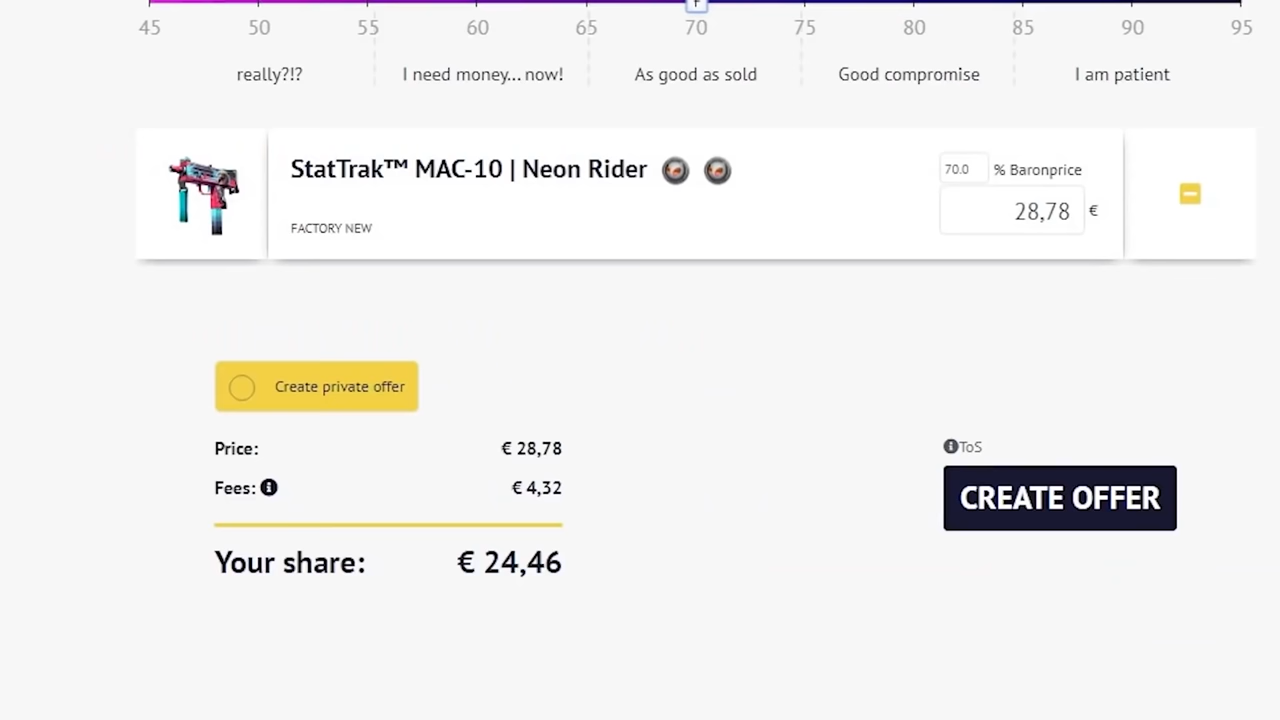 45 50 55 60 65 70 75 80 85 90 95
really?!? I need money... now! As good as sold Good compromise I am patient
StatTrak™ MAC-10 | Neon Rider
70.0 % Baronprice
28,78 €
FACTORY NEW
Create private offer
Price: € 28,78
ToS
Fees: € 4,32
CREATE OFFER
Your share: € 24,46